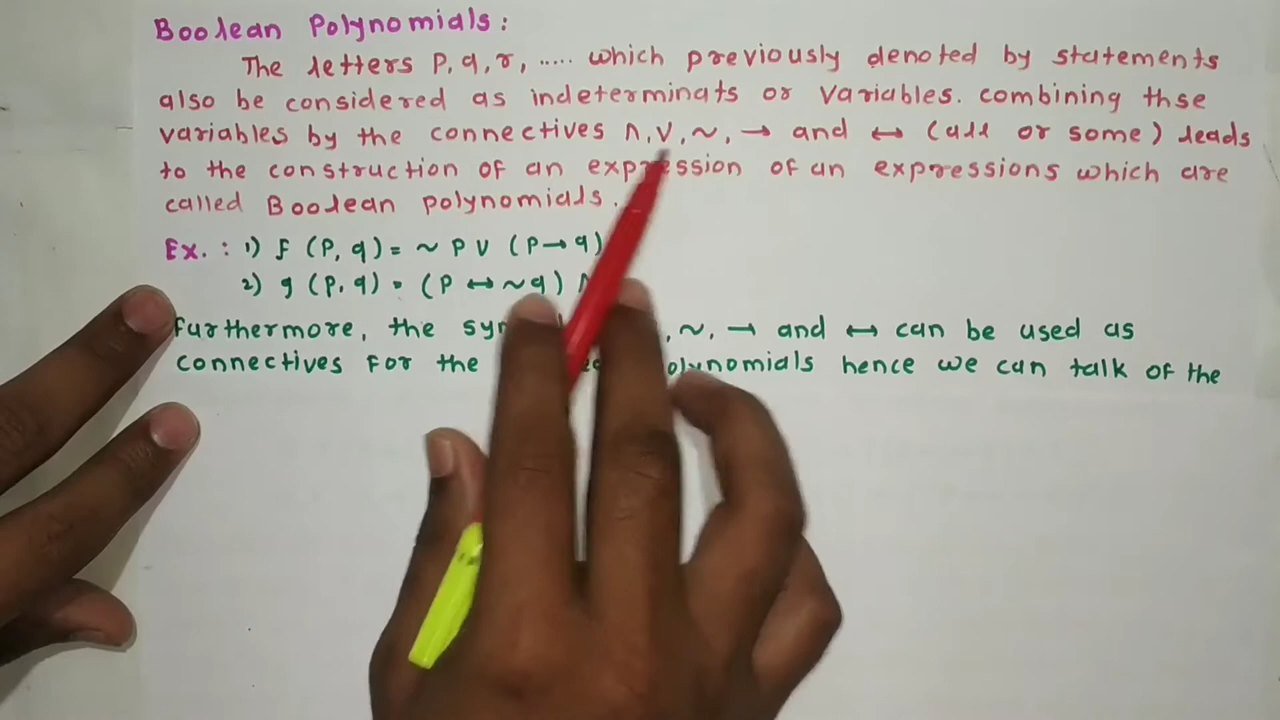 Boolean Polynomials:
The letters P, q, r, ..... which previously denoted by statements
also be considered as indeterminats or variables. combining thse
variables by the connectives ∧, ∨, ~, → and ↔ (all or some) leads
to the construction of an expression of an expressions which are
called Boolean polynomials.
Ex. : 1) F (P, q) = ~ P ∨ (P → q)
2) g (P, q) = (P ↔ ~q) ∧
Furthermore, the , ~, → and ↔ can be used as
connectives for the polynomials hence we can talk of the